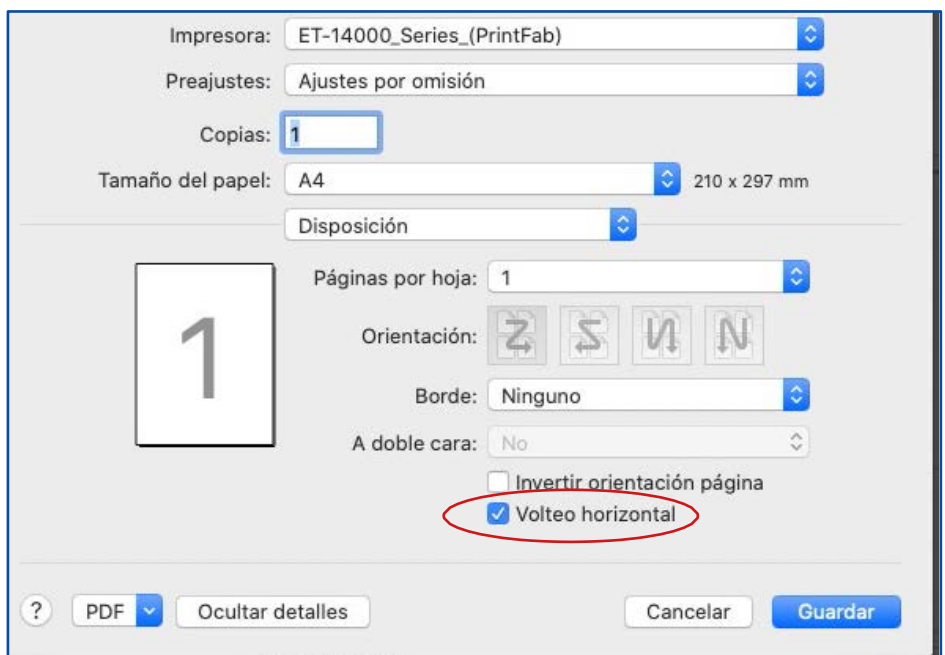 Impresora: ET-14000_Series_(PrintFab)
Preajustes: Ajustes por omisión
Copias: 1
Tamaño del papel: A4 210 x 297 mm
Disposición
Páginas por hoja: 1
1
Orientación:
Borde: Ninguno
A doble cara: No
Invertir orientación página
Volteo horizontal
? PDF Ocultar detalles Cancelar Guardar